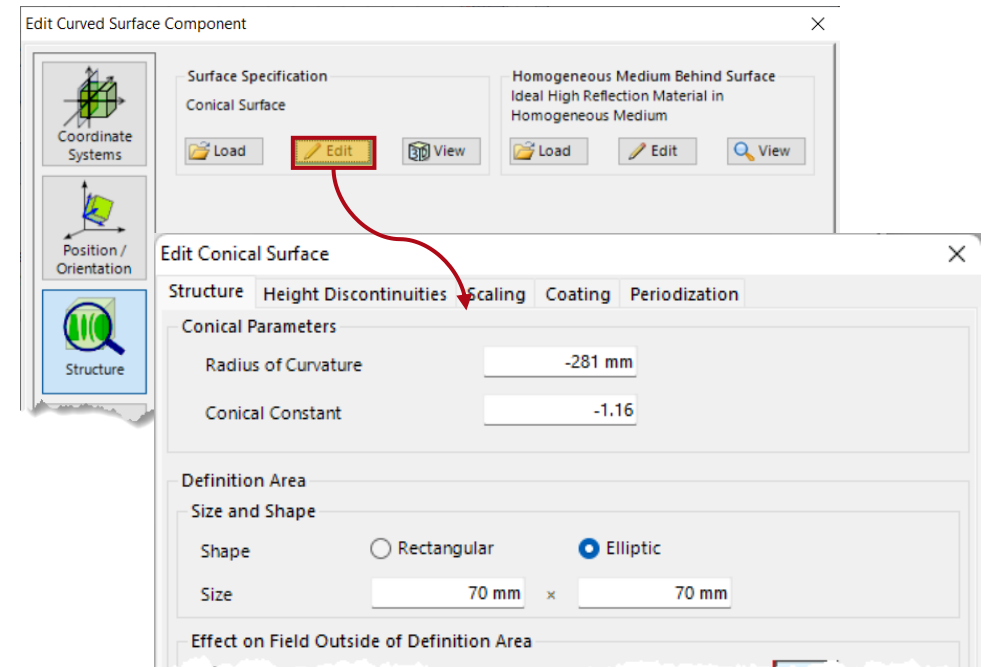 Edit Curved Surface Component
Surface Specification
Conical Surface
Load
Edit
View
Homogeneous Medium Behind Surface
Ideal High Reflection Material in
Homogeneous Medium
Load
Edit
View
Coordinate
Systems
Position /
Orientation
Structure
Edit Conical Surface
Structure Height Discontinuities Scaling Coating Periodization
Conical Parameters
Radius of Curvature -281 mm
Conical Constant -1.16
Definition Area
Size and Shape
Shape Rectangular Elliptic
Size 70 mm × 70 mm
Effect on Field Outside of Definition Area